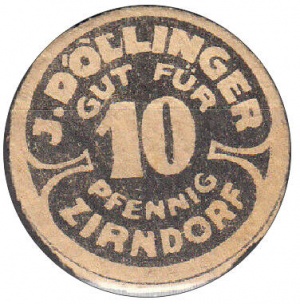 J. DÖLLINGER
GUT FÜR
10
PFENNIG
ZIRNDORF